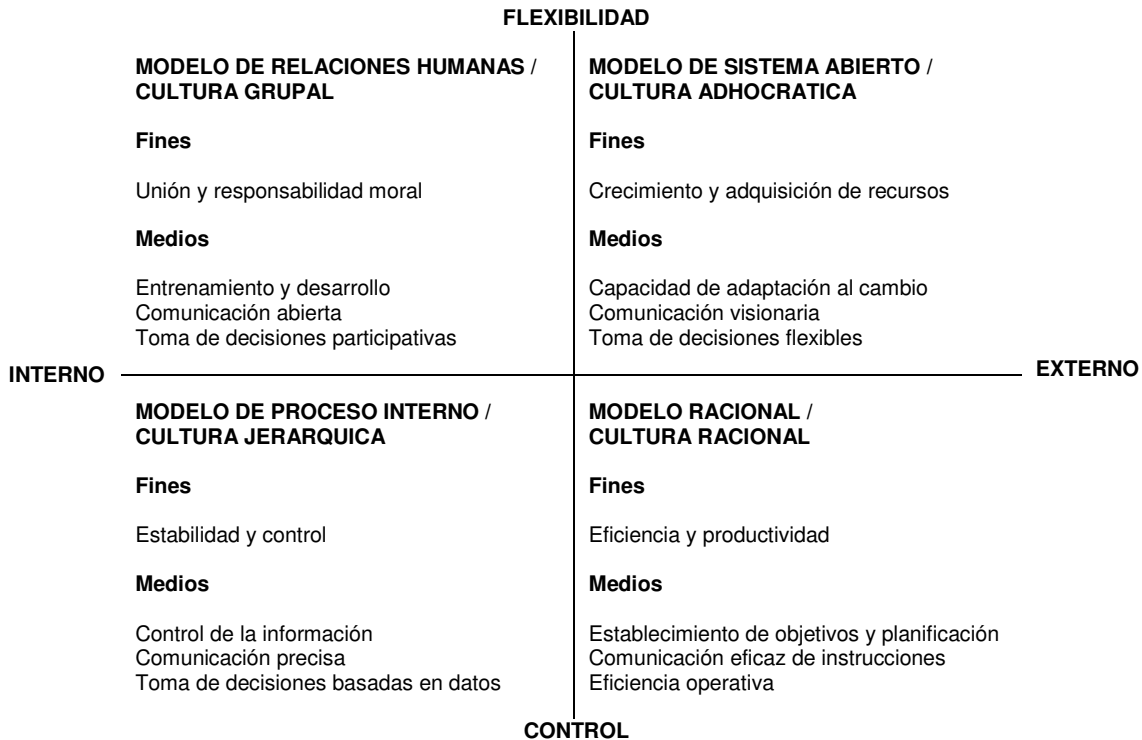 FLEXIBILIDAD
MODELO DE RELACIONES HUMANAS /
CULTURA GRUPAL
Fines
Unión y responsabilidad moral
Medios
Entrenamiento y desarrollo
Comunicación abierta
Toma de decisiones participativas
MODELO DE SISTEMA ABIERTO /
CULTURA ADHOCRATICA
Fines
Crecimiento y adquisición de recursos
Medios
Capacidad de adaptación al cambio
Comunicación visionaria
Toma de decisiones flexibles
INTERNO
EXTERNO
MODELO DE PROCESO INTERNO /
CULTURA JERARQUICA
Fines
Estabilidad y control
Medios
Control de la información
Comunicación precisa
Toma de decisiones basadas en datos
MODELO RACIONAL /
CULTURA RACIONAL
Fines
Eficiencia y productividad
Medios
Establecimiento de objetivos y planificación
Comunicación eficaz de instrucciones
Eficiencia operativa
CONTROL